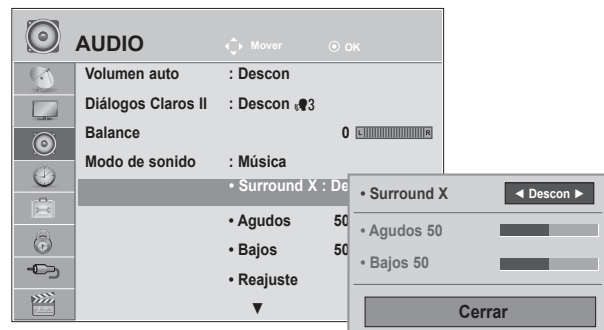 AUDIO
Mover
OK
Volumen auto : Descon
Diálogos Claros II : Descon 3
Balance 0 L R
Modo de sonido : Música
• Surround X : De
• Agudos 50
• Bajos 50
• Reajuste
▼
• Surround X ◄ Descon ►
• Agudos 50
• Bajos 50
Cerrar